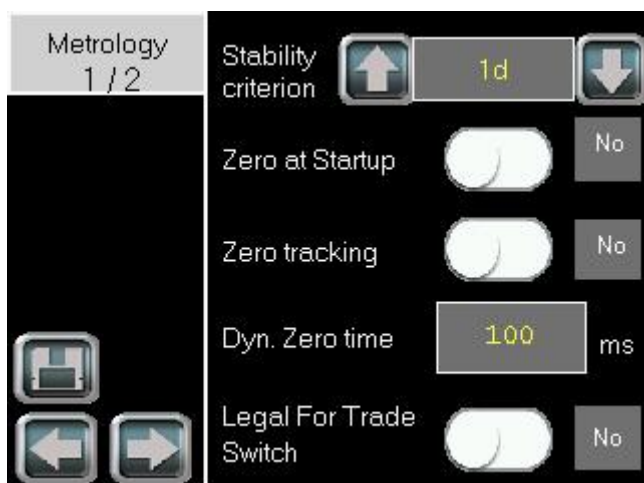 Metrology
1 / 2
Stability
criterion
1d
Zero at Startup
No
Zero tracking
No
Dyn. Zero time
100
ms
Legal For Trade
Switch
No